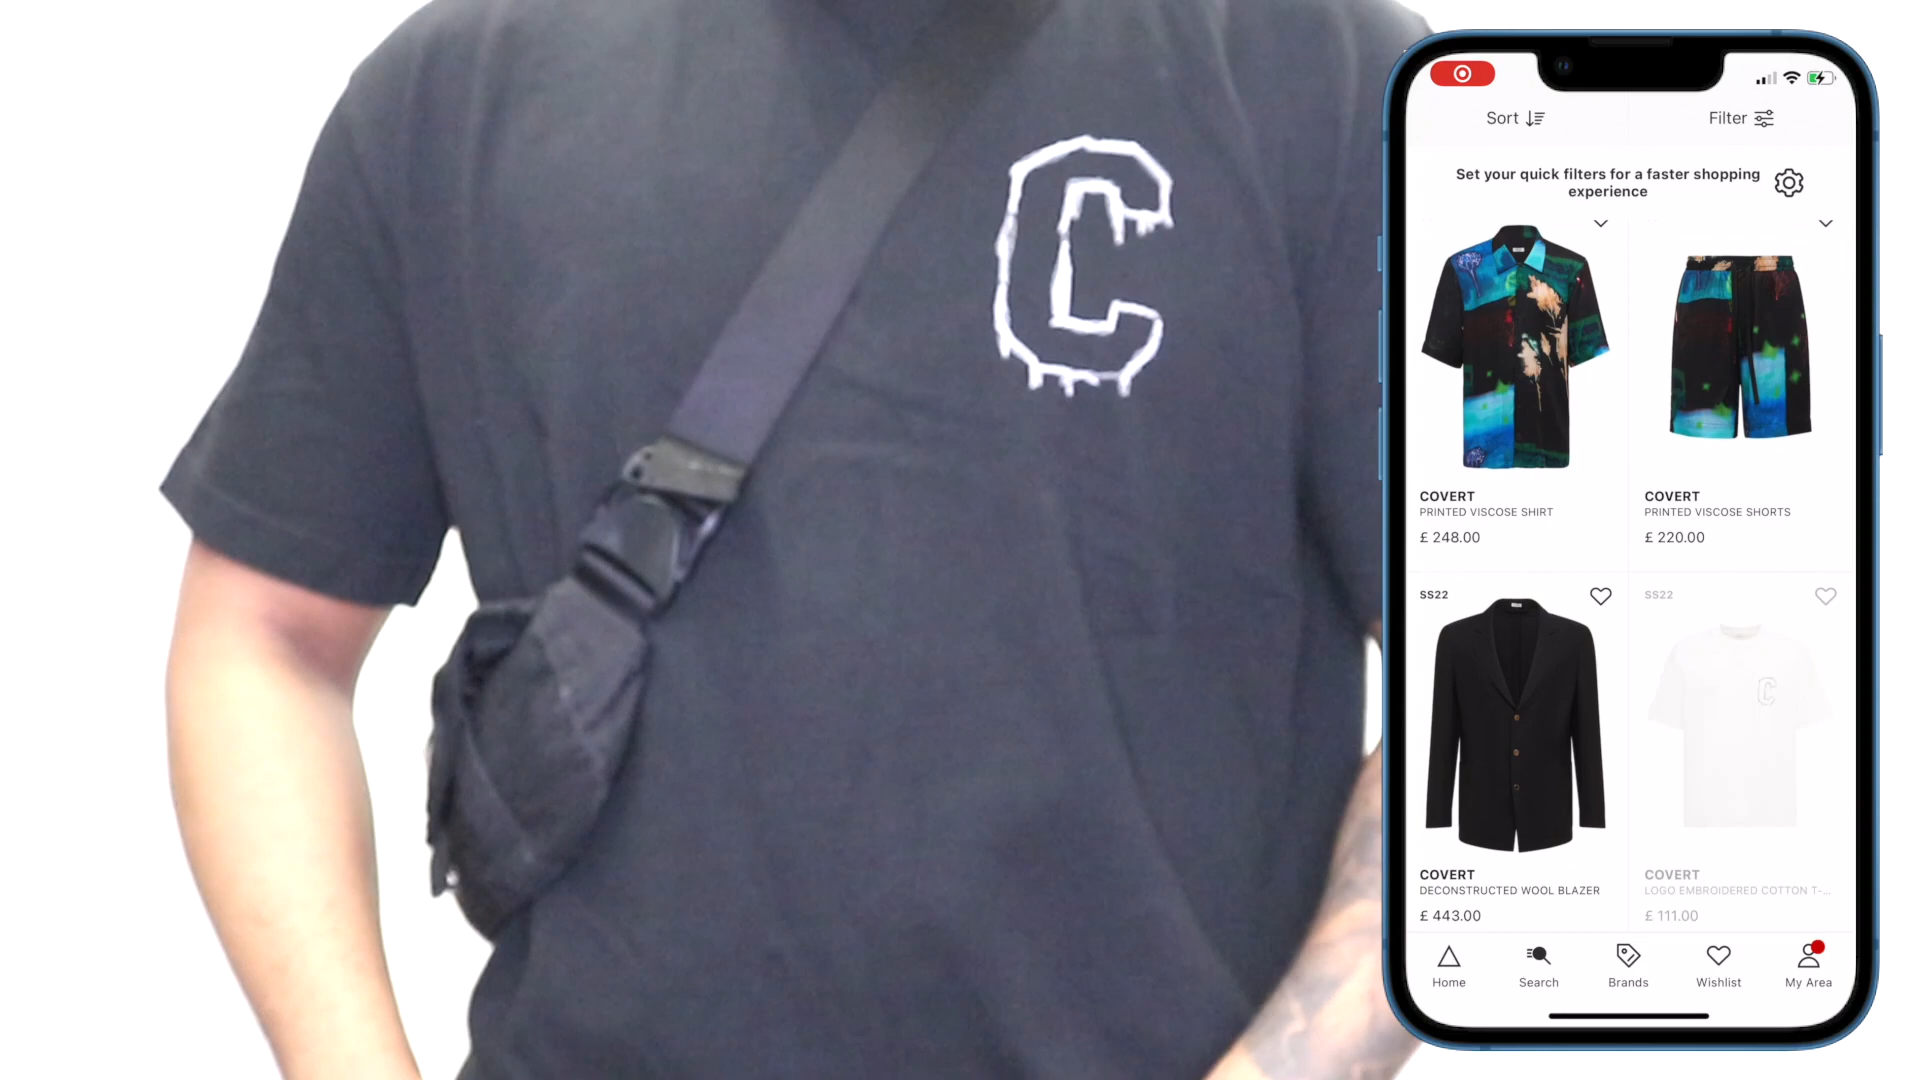 C
Sort
Filter
Set your quick filters for a faster shopping
experience
COVERT
PRINTED VISCOSE SHIRT
£ 248.00
COVERT
PRINTED VISCOSE SHORTS
£ 220.00
SS22
COVERT
DECONSTRUCTED WOOL BLAZER
£ 443.00
SS22
C
COVERT
LOGO EMBROIDERED COTTON T-...
£ 111.00
Home
Search
Brands
Wishlist
My Area